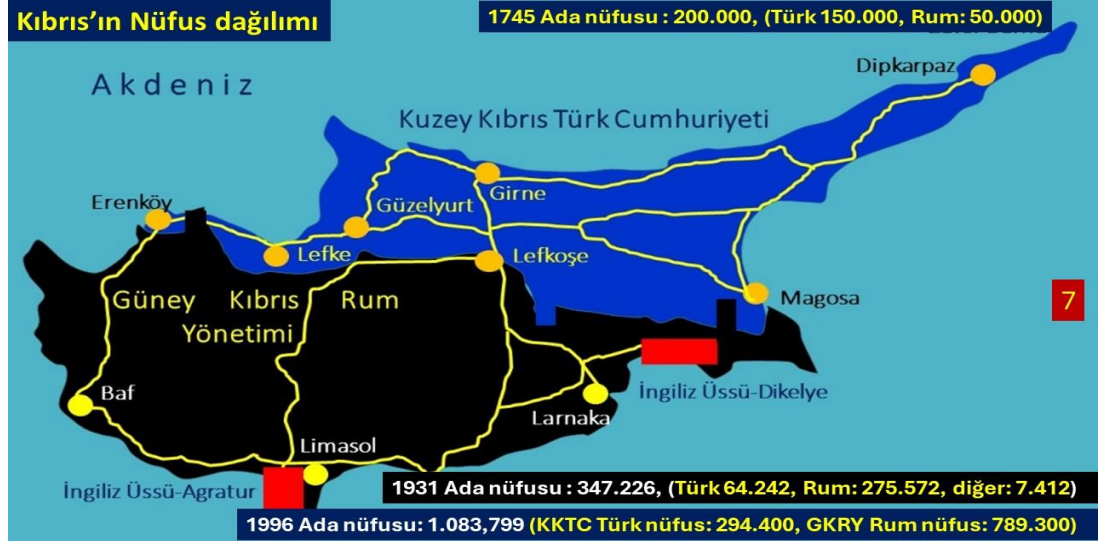 Kıbrıs’ın Nüfus dağılımı
1745 Ada nüfusu : 200.000, (Türk 150.000, Rum: 50.000)
Akdeniz
Dipkarpaz
Kuzey Kıbrıs Türk Cumhuriyeti
Girne
Erenköy
Güzelyurt
Lefke
Lefkoşe
Güney Kıbrıs Rum
Yönetimi
Magosa
7
Baf
İngiliz Üssü-Dikelye
Larnaka
Limasol
İngiliz Üssü-Agratur
1931 Ada nüfusu : 347.226, (Türk 64.242, Rum: 275.572, diğer: 7.412)
1996 Ada nüfusu: 1.083,799 (KKTC Türk nüfus: 294.400, GKRY Rum nüfus: 789.300)